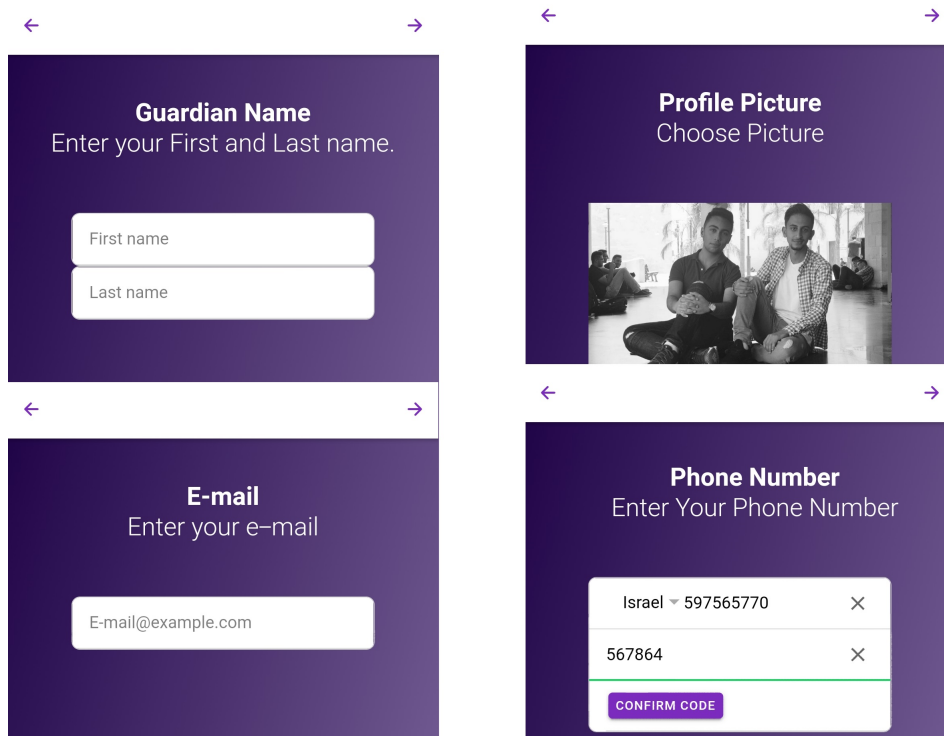 Guardian Name
Enter your First and Last name.
First name
Last name
E-mail
Enter your e–mail
E-mail@example.com
Profile Picture
Choose Picture
Phone Number
Enter Your Phone Number
Israel 597565770
567864
CONFIRM CODE